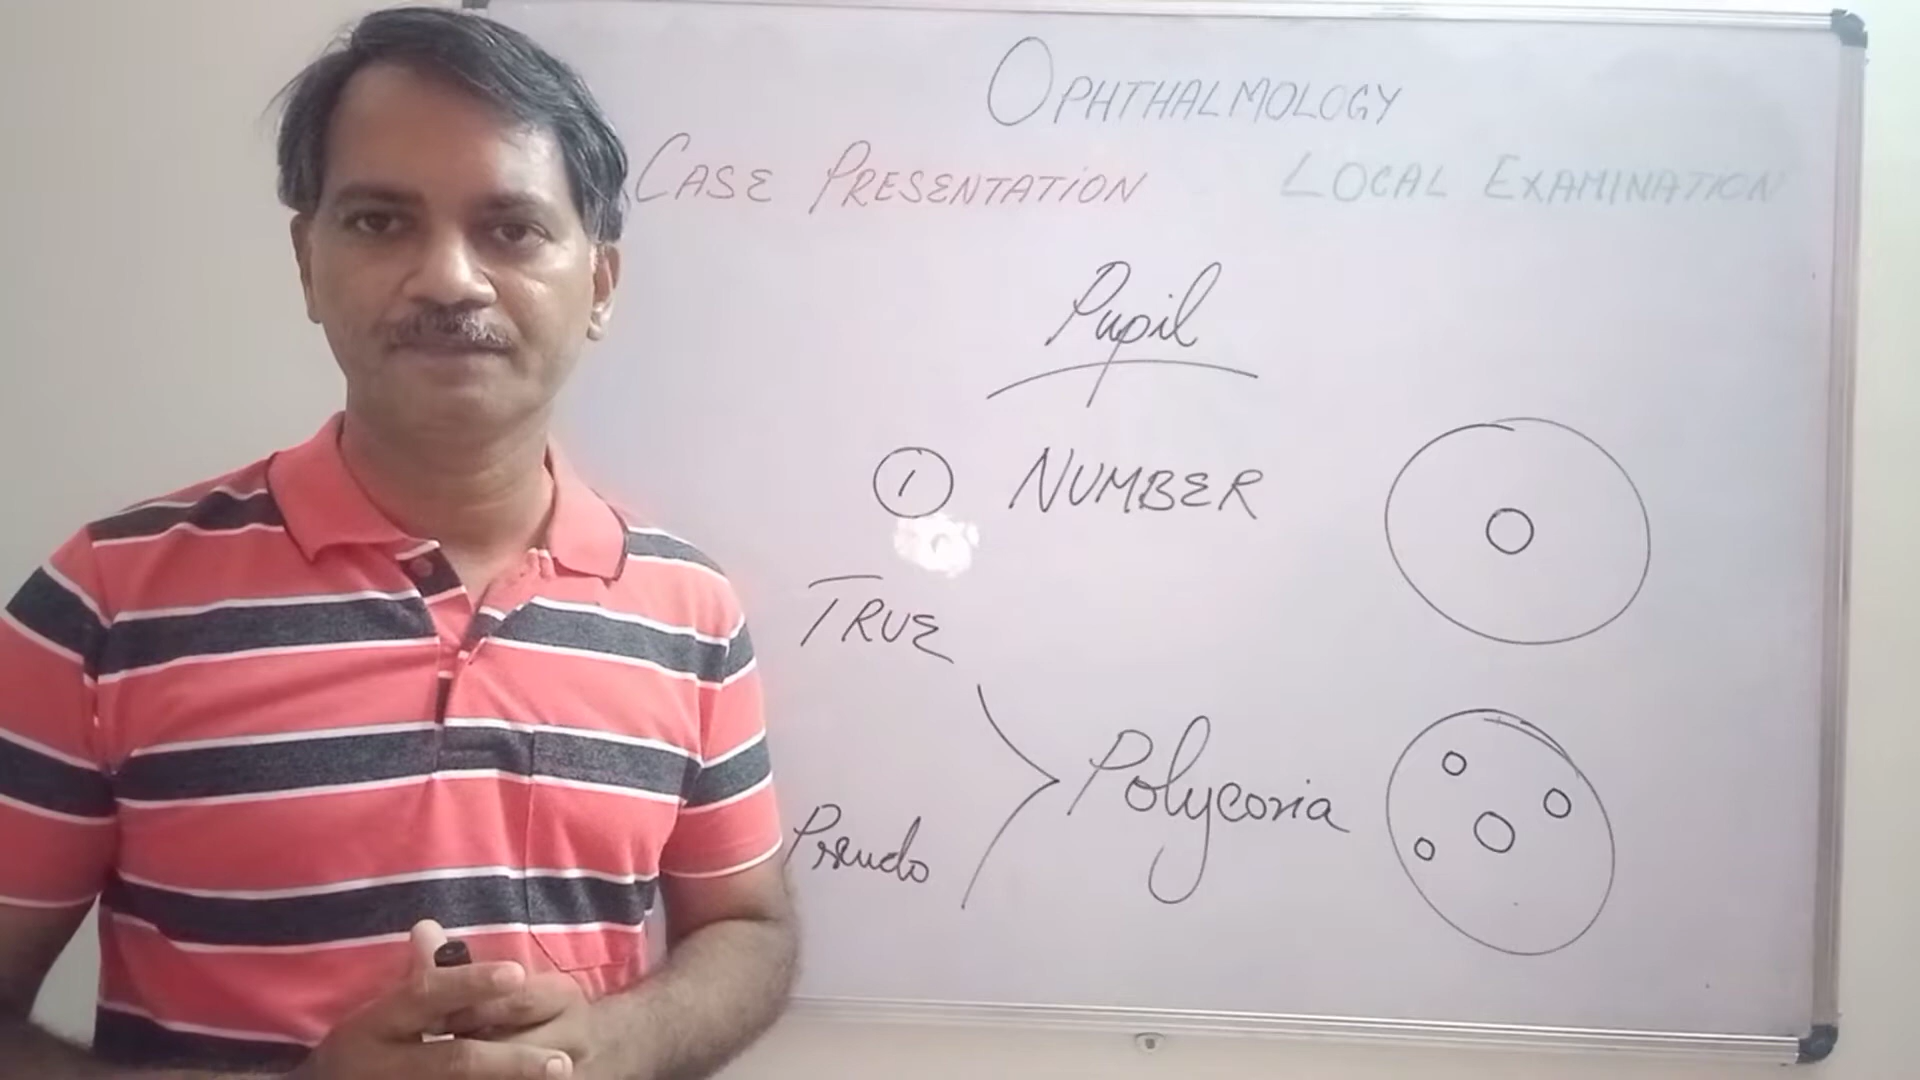 OPHTHALMOLOGY
CASE PRESENTATION LOCAL EXAMINATION
Pupil
1 NUMBER
TRUE
Polycoria
Pseudo